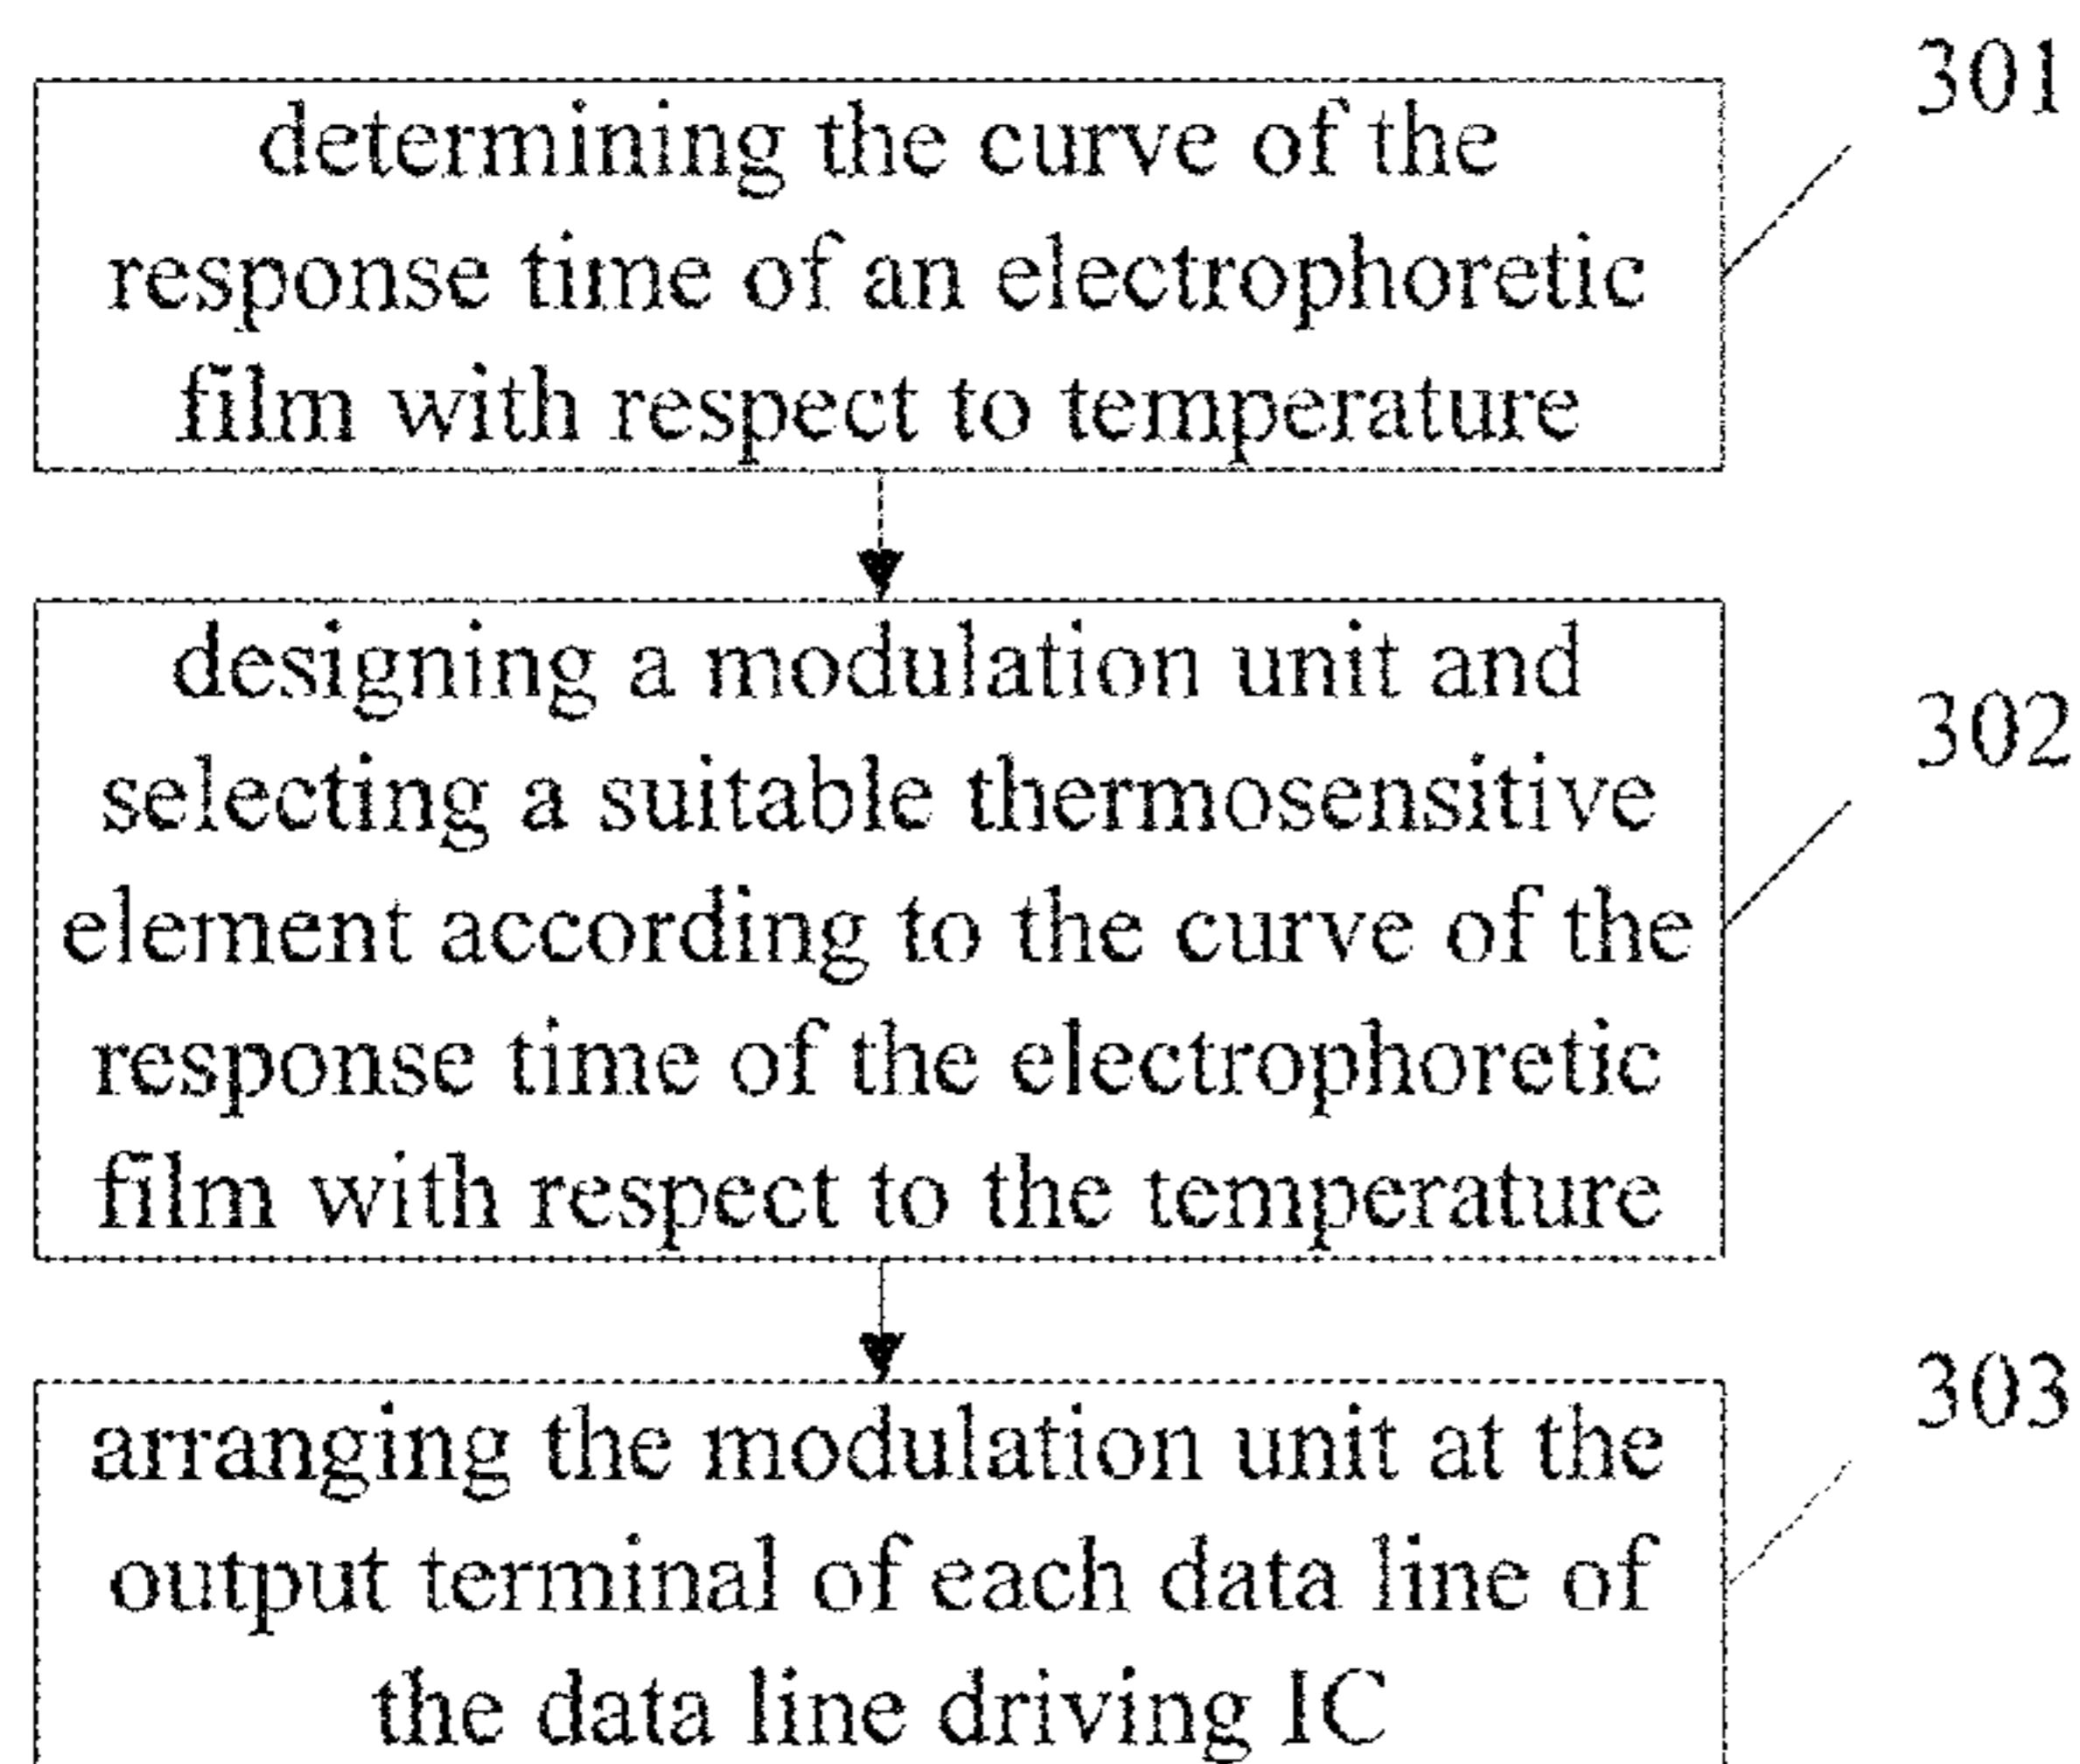 301
determining the curve of the
response time of an electrophoretic
film with respect to temperature
302
designing a modulation unit and
selecting a suitable thermosensitive
element according to the curve of the
response time of the electrophoretic
film with respect to the temperature
303
arranging the modulation unit at the
output terminal of each data line of
the data line driving IC